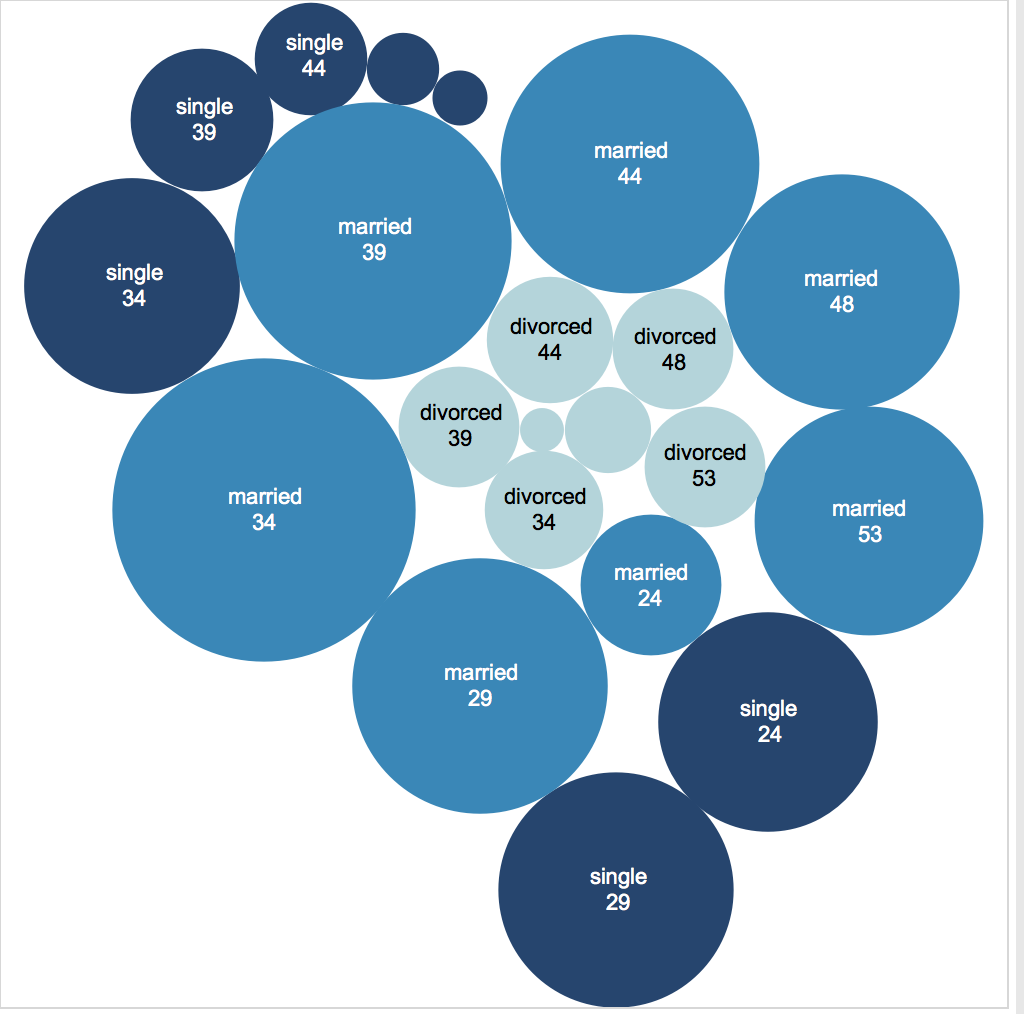 single
44
single
39
married
44
married
39
single
34
married
48
divorced
44
divorced
48
divorced
39
divorced
53
married
34
divorced
34
married
53
married
24
married
29
single
24
single
29